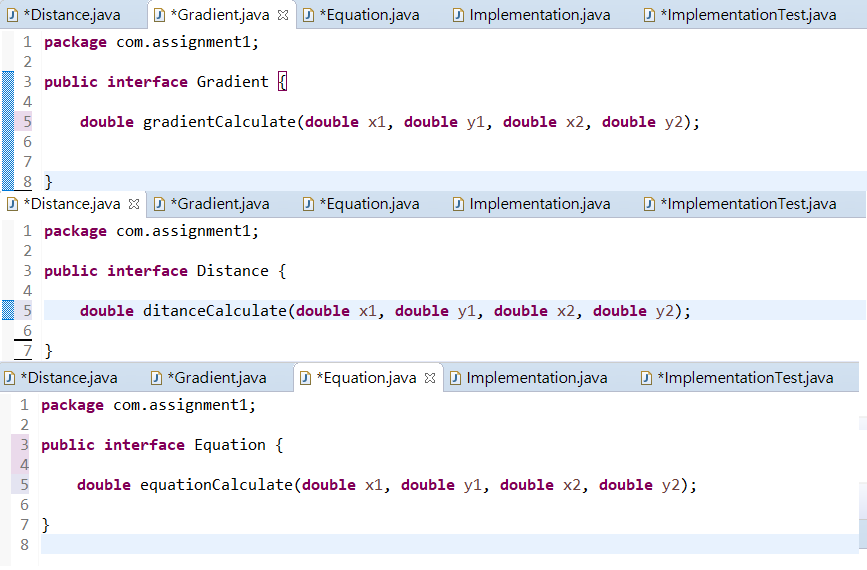 *Distance.java *Gradient.java *Equation.java Implementation.java *ImplementationTest.java
1 package com.assignment1;
2
3 public interface Gradient {
4
5 double gradientCalculate(double x1, double y1, double x2, double y2);
6
7
8 }
*Distance.java *Gradient.java *Equation.java Implementation.java *ImplementationTest.java
1 package com.assignment1;
2
3 public interface Distance {
4
5 double ditanceCalculate(double x1, double y1, double x2, double y2);
6
7 }
*Distance.java *Gradient.java *Equation.java Implementation.java *ImplementationTest.java
1 package com.assignment1;
2
3 public interface Equation {
4
5 double equationCalculate(double x1, double y1, double x2, double y2);
6
7 }
8